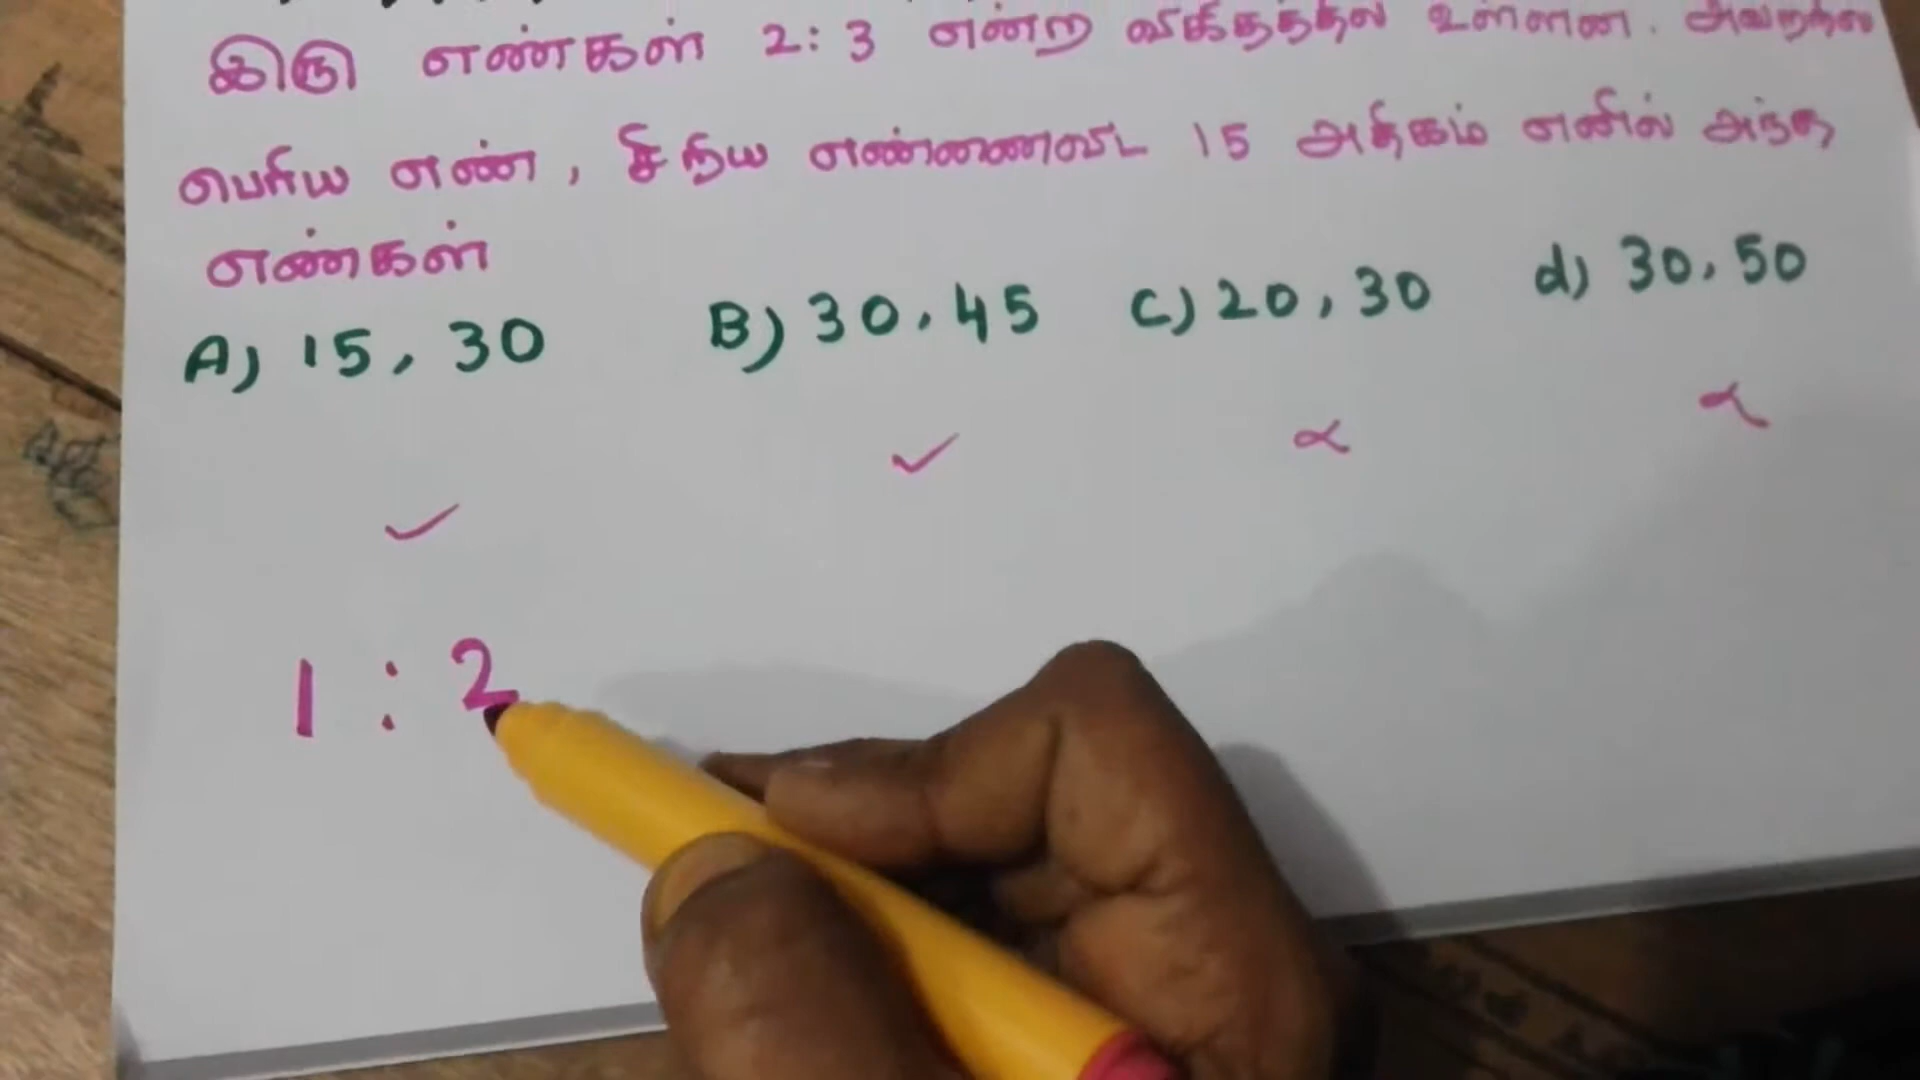 இரு எண்கள் 2:3 என்ற விகிதத்தில் உள்ளன. அவற்றில்
பெரிய எண், சிறிய எண்ணைவிட 15 அதிகம் எனில் அந்த
எண்கள்
A) 15, 30 B) 30, 45 C) 20, 30 d) 30, 50
1 : 2